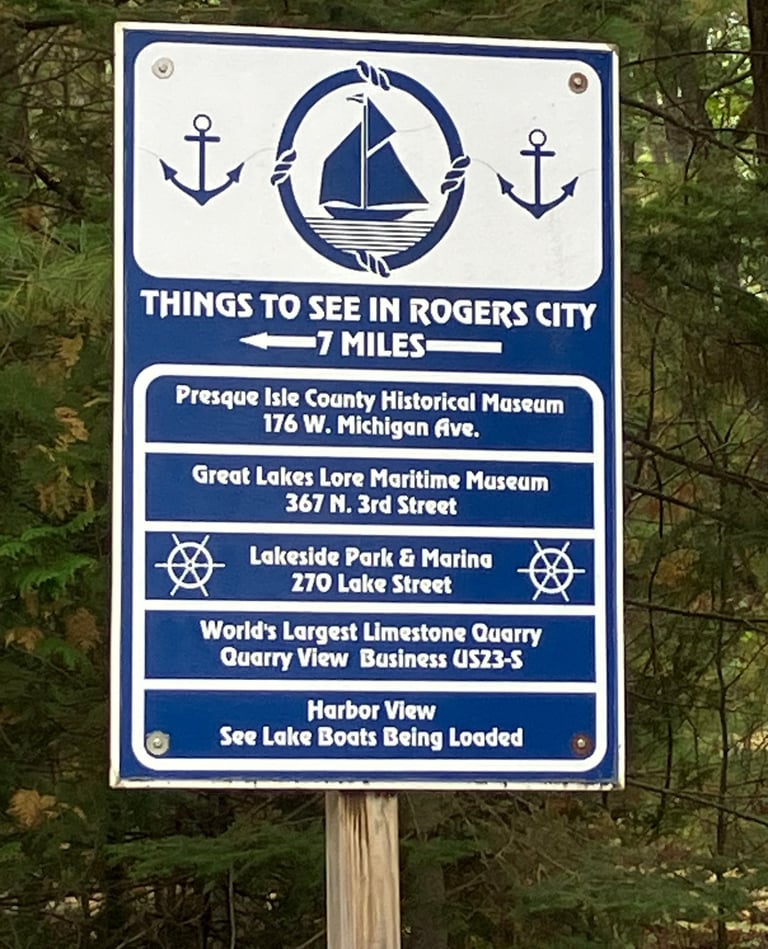 THINGS TO SEE IN ROGERS CITY
7 MILES
Presque Isle County Historical Museum
176 W. Michigan Ave.
Great Lakes Lore Maritime Museum
367 N. 3rd Street
Lakeside Park & Marina
270 Lake Street
World's Largest Limestone Quarry
Quarry View Business US23-S
Harbor View
See Lake Boats Being Loaded